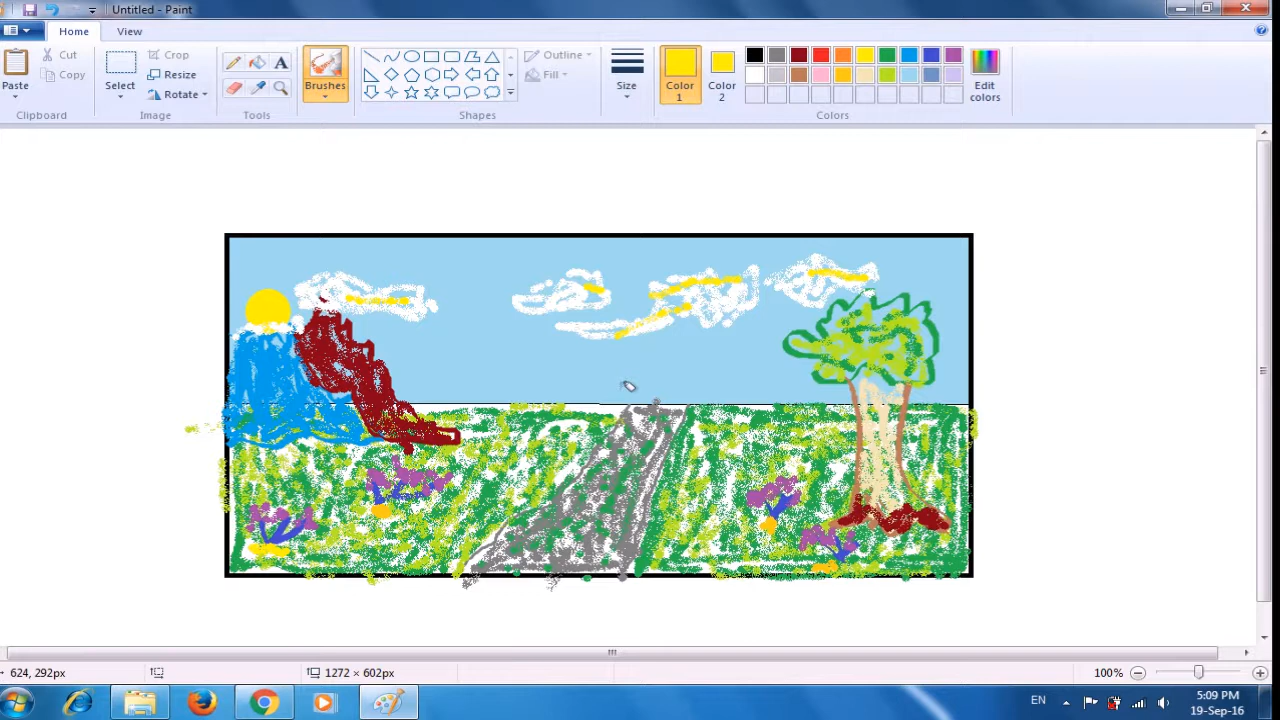 Untitled - Paint
Home View
Cut
Copy
Paste
Clipboard
Select
Crop
Resize
Rotate
Image
Tools
Brushes
Outline
Fill
Shapes
Size
Color 1
Color 2
Edit colors
Colors
624, 292px
1272 × 602px
100%
EN
5:09 PM
19-Sep-16